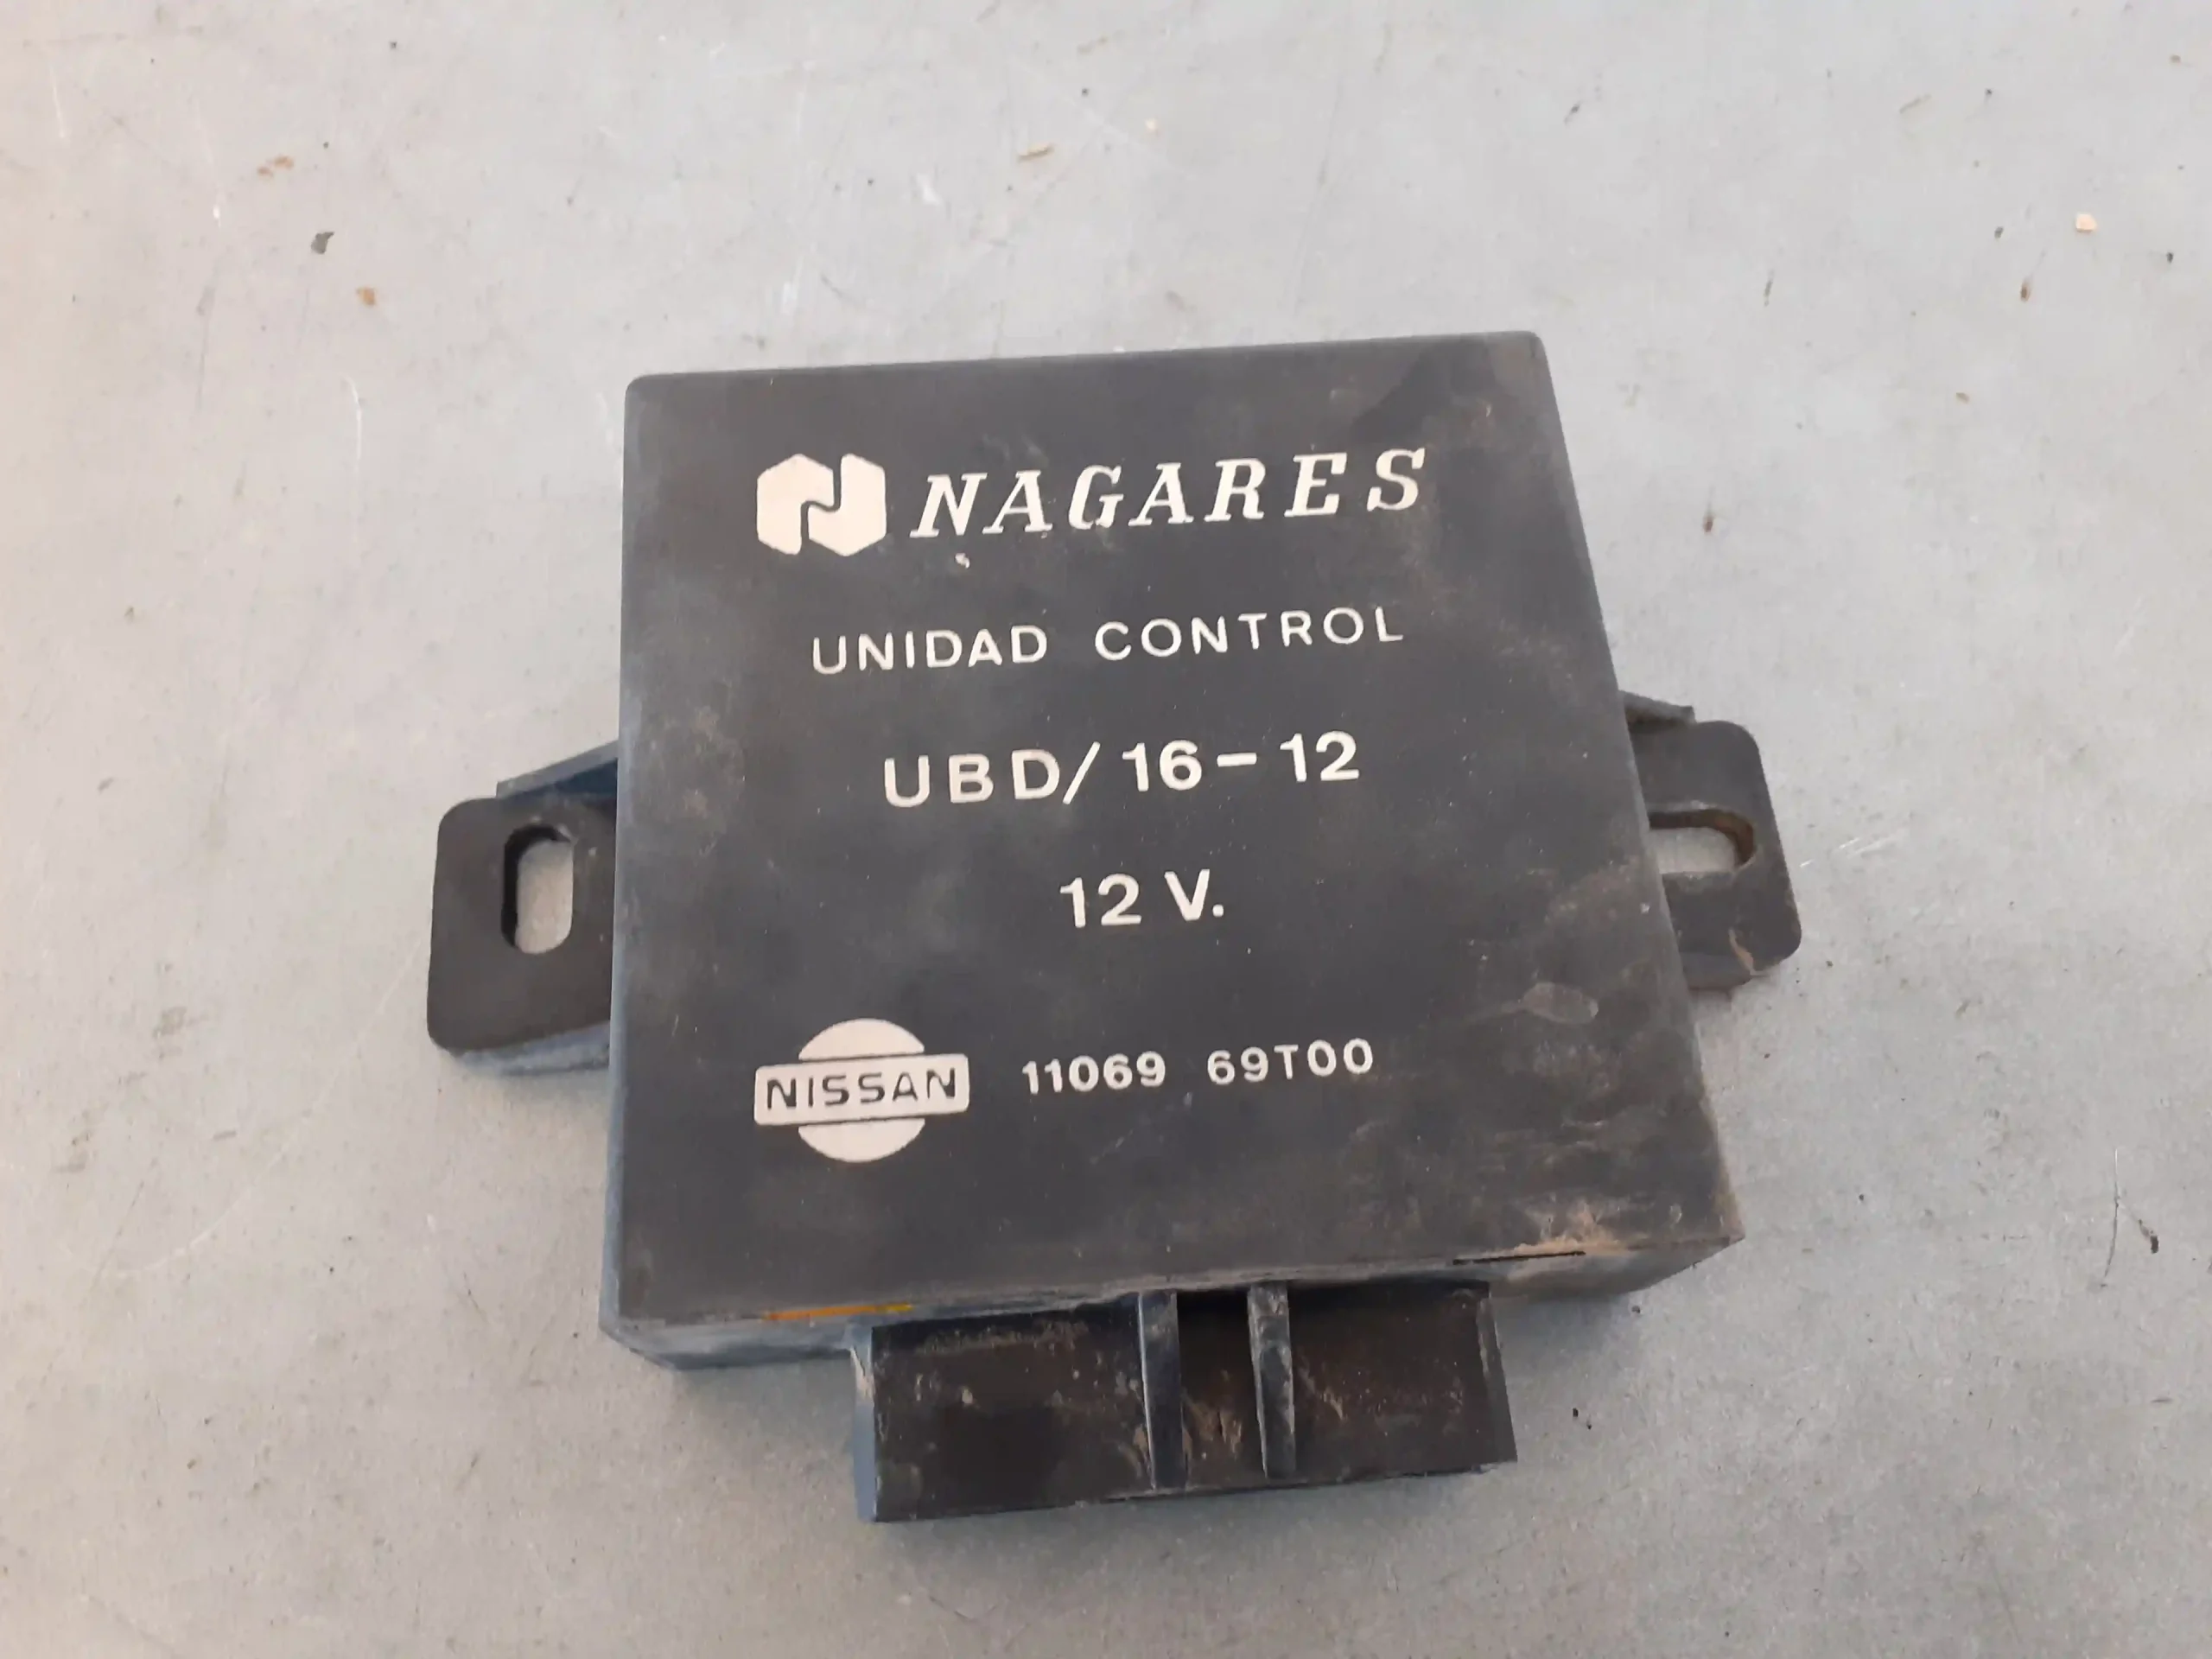 NAGARES
UNIDAD CONTROL
UBD/16-12
12 V.
NISSAN 11069 69T00